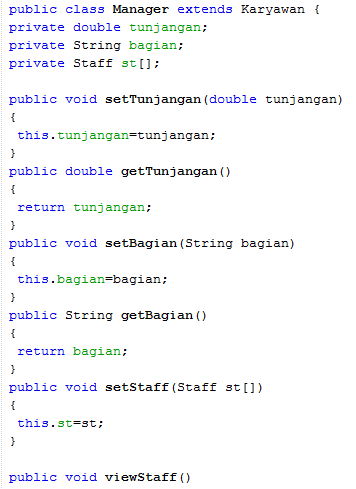 public class Manager extends Karyawan {
private double tunjangan;
private String bagian;
private Staff st[];
public void setTunjangan(double tunjangan)
{
this.tunjangan=tunjangan;
}
public double getTunjangan()
{
return tunjangan;
}
public void setBagian(String bagian)
{
this.bagian=bagian;
}
public String getBagian()
{
return bagian;
}
public void setStaff(Staff st[])
{
this.st=st;
}
public void viewStaff()